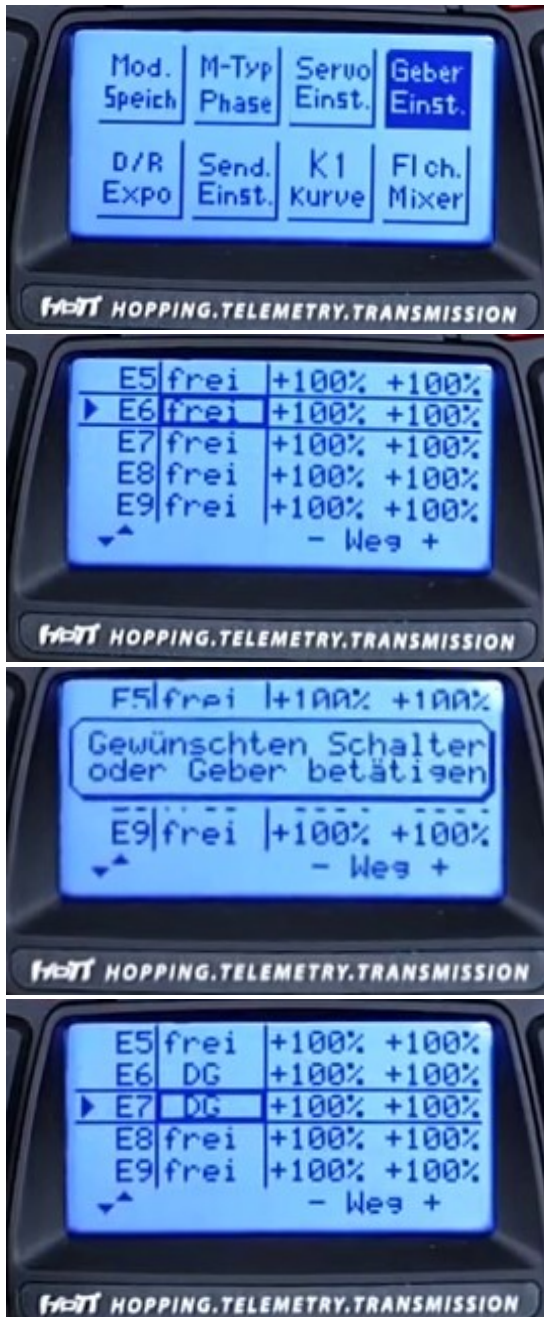 Mod. M-Typ Servo Geber
Speich Phase Einst. Einst.
D/R Send. K1 Flch.
Expo Einst. Kurve Mixer
HoTT HOPPING.TELEMETRY.TRANSMISSION
E5 frei +100% +100%
E6 frei +100% +100%
E7 frei +100% +100%
E8 frei +100% +100%
E9 frei +100% +100%
- Weg +
HoTT HOPPING.TELEMETRY.TRANSMISSION
E5 frei +100% +100%
Gewünschten Schalter
oder Geber betätigen
E9 frei +100% +100%
- Weg +
HoTT HOPPING.TELEMETRY.TRANSMISSION
E5 frei +100% +100%
E6 DG +100% +100%
E7 DG +100% +100%
E8 frei +100% +100%
E9 frei +100% +100%
- Weg +
HoTT HOPPING.TELEMETRY.TRANSMISSION